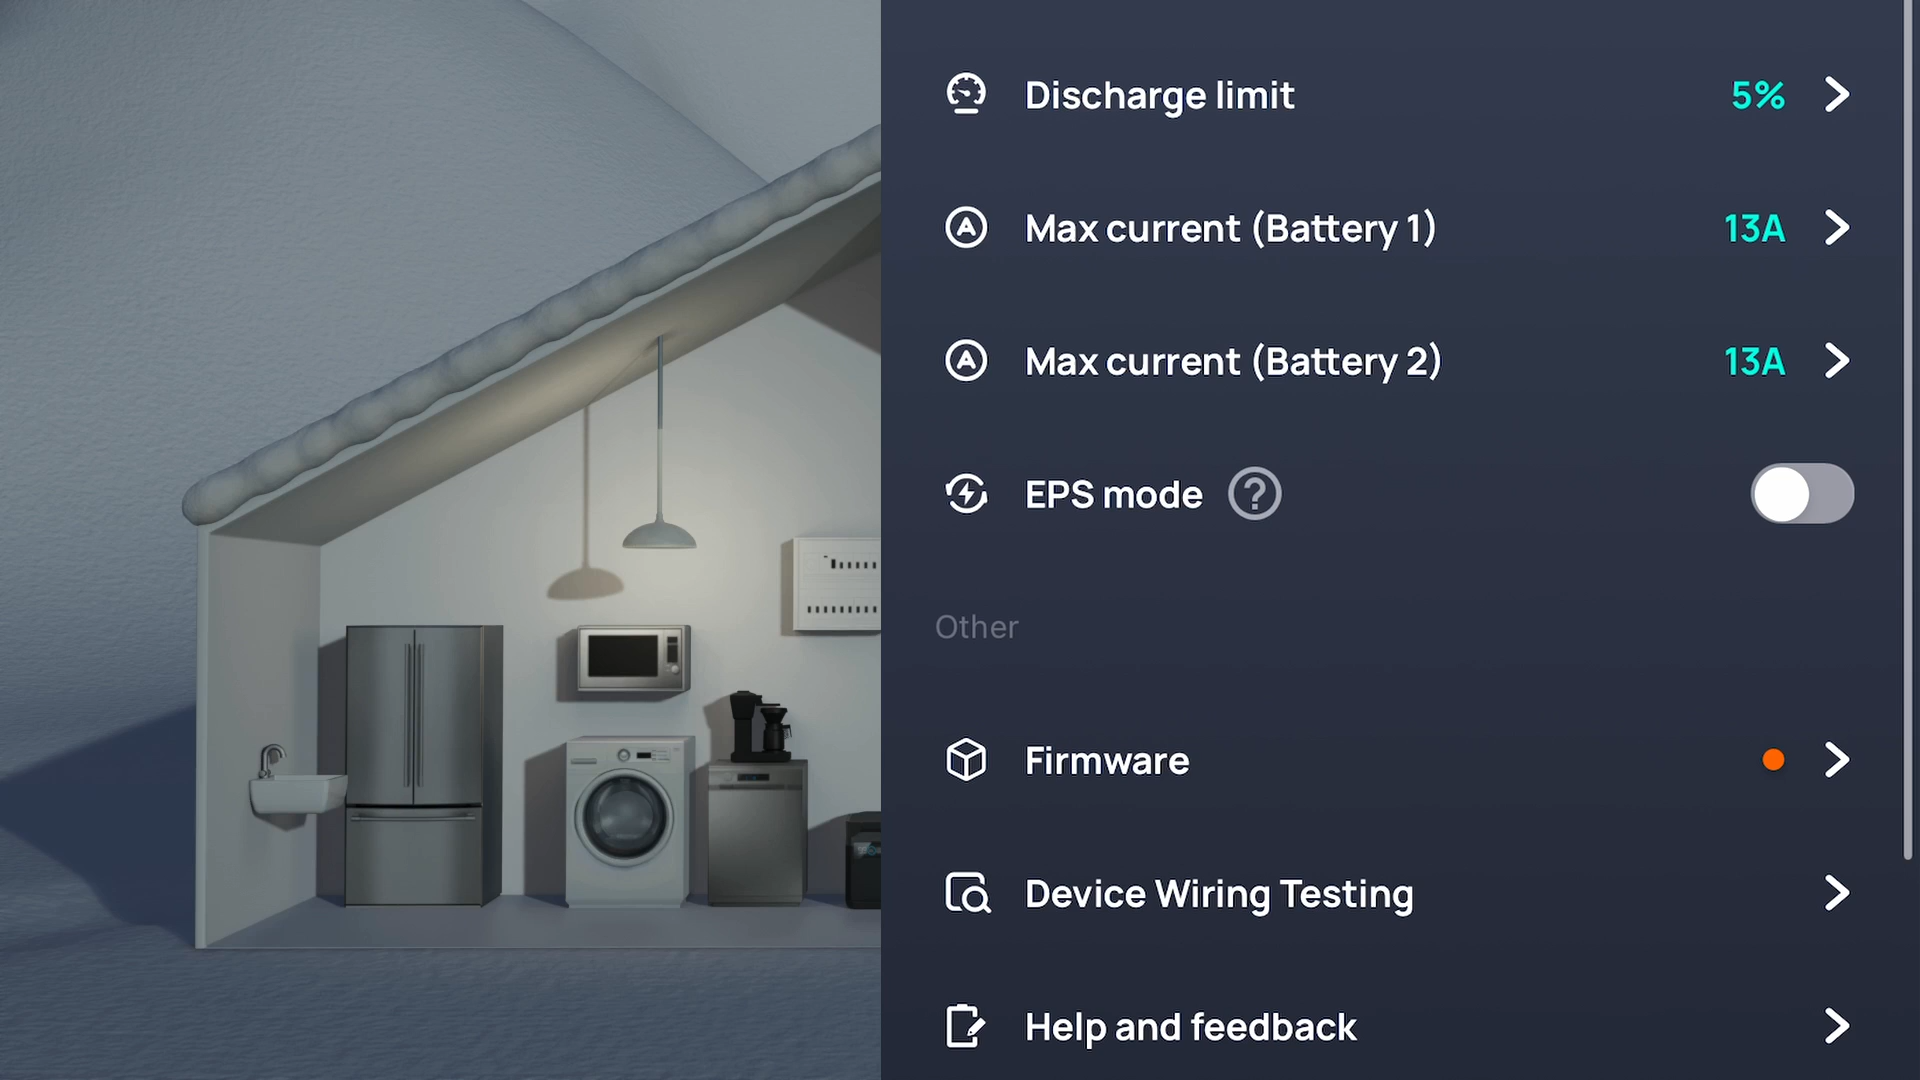 Discharge limit 5%
Max current (Battery 1) 13A
Max current (Battery 2) 13A
EPS mode ?
Other
Firmware
Device Wiring Testing
Help and feedback